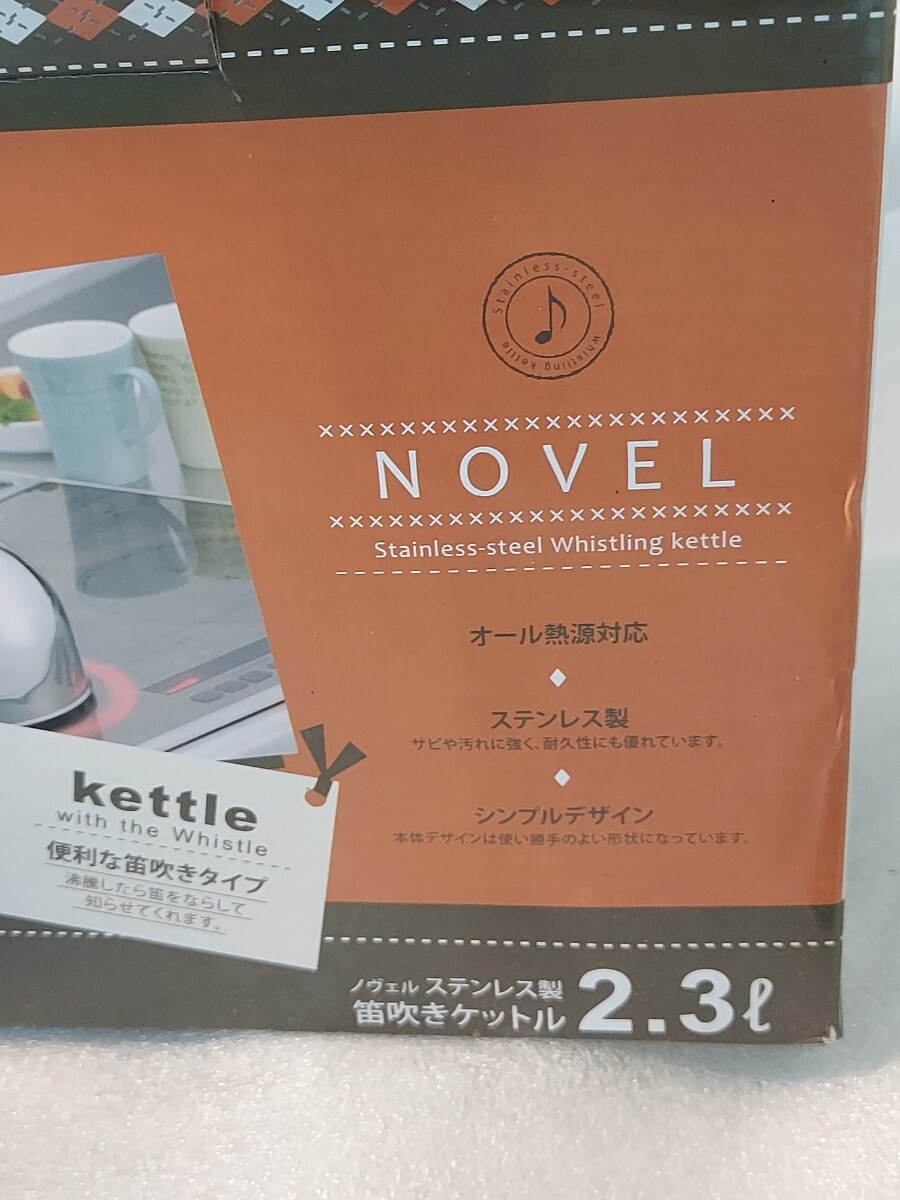 Stainless-steel whistling kettle
NOVEL
Stainless-steel Whistling kettle
オール熱源対応
ステンレス製
サビや汚れに強く、耐久性にも優れています。
シンプルデザイン
本体デザインは使い勝手のよい形状になっています。
kettle
with the Whistle
便利な笛吹きタイプ
沸騰したら笛をならして
知らせてくれます。
ノヴェル ステンレス製
笛吹きケットル 2.3ℓ